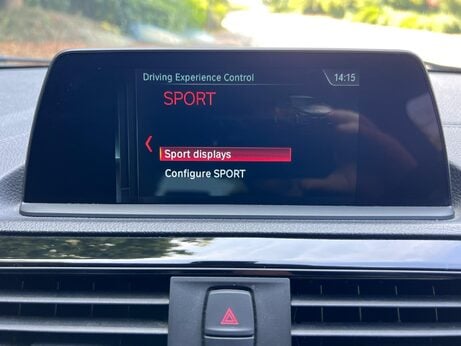 Driving Experience Control 14:15
SPORT
Sport displays
Configure SPORT